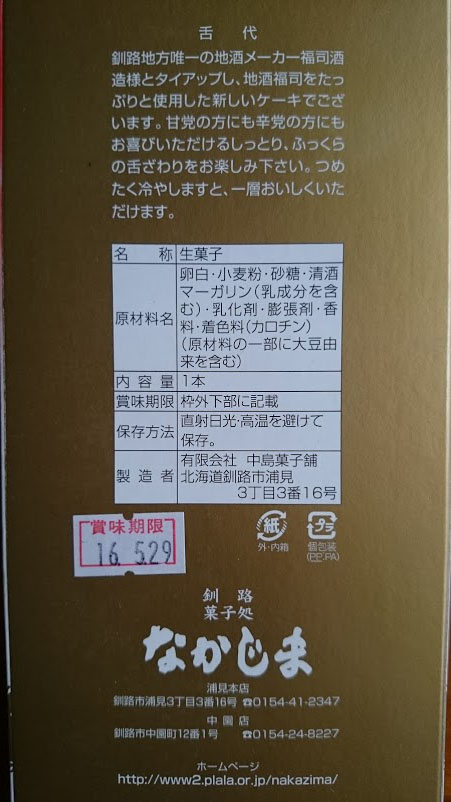 舌代
釧路地方唯一の地酒メーカー福司酒
造様とタイアップし、地酒福司をたっ
ぷりと使用した新しいケーキでござ
います。甘党の方にも辛党の方にも
お喜びいただけるしっとり、ふっくら
の舌ざわりをお楽しみ下さい。つめ
たく冷やしますと、一層おいしくいた
だけます。
名称 生菓子
原材料名 卵白・小麦粉・砂糖・清酒
マーガリン(乳成分を含
む)・乳化剤・膨張剤・香
料・着色料(カロチン)
(原材料の一部に大豆由
来を含む)
内容量 1本
賞味期限 枠外下部に記載
保存方法 直射日光・高温を避けて
保存。
製造者 有限会社 中島菓子舗
北海道釧路市浦見
3丁目3番16号
賞味期限
16. 5.29
紙
外・内箱
プラ
個包装
(PP,PA)
釧路
菓子処
なかじま
浦見本店
釧路市浦見3丁目3番16号 ☎0154-41-2347
中園店
釧路市中園町12番1号 ☎0154-24-8227
ホームページ
http://www2.plala.or.jp/nakazima/